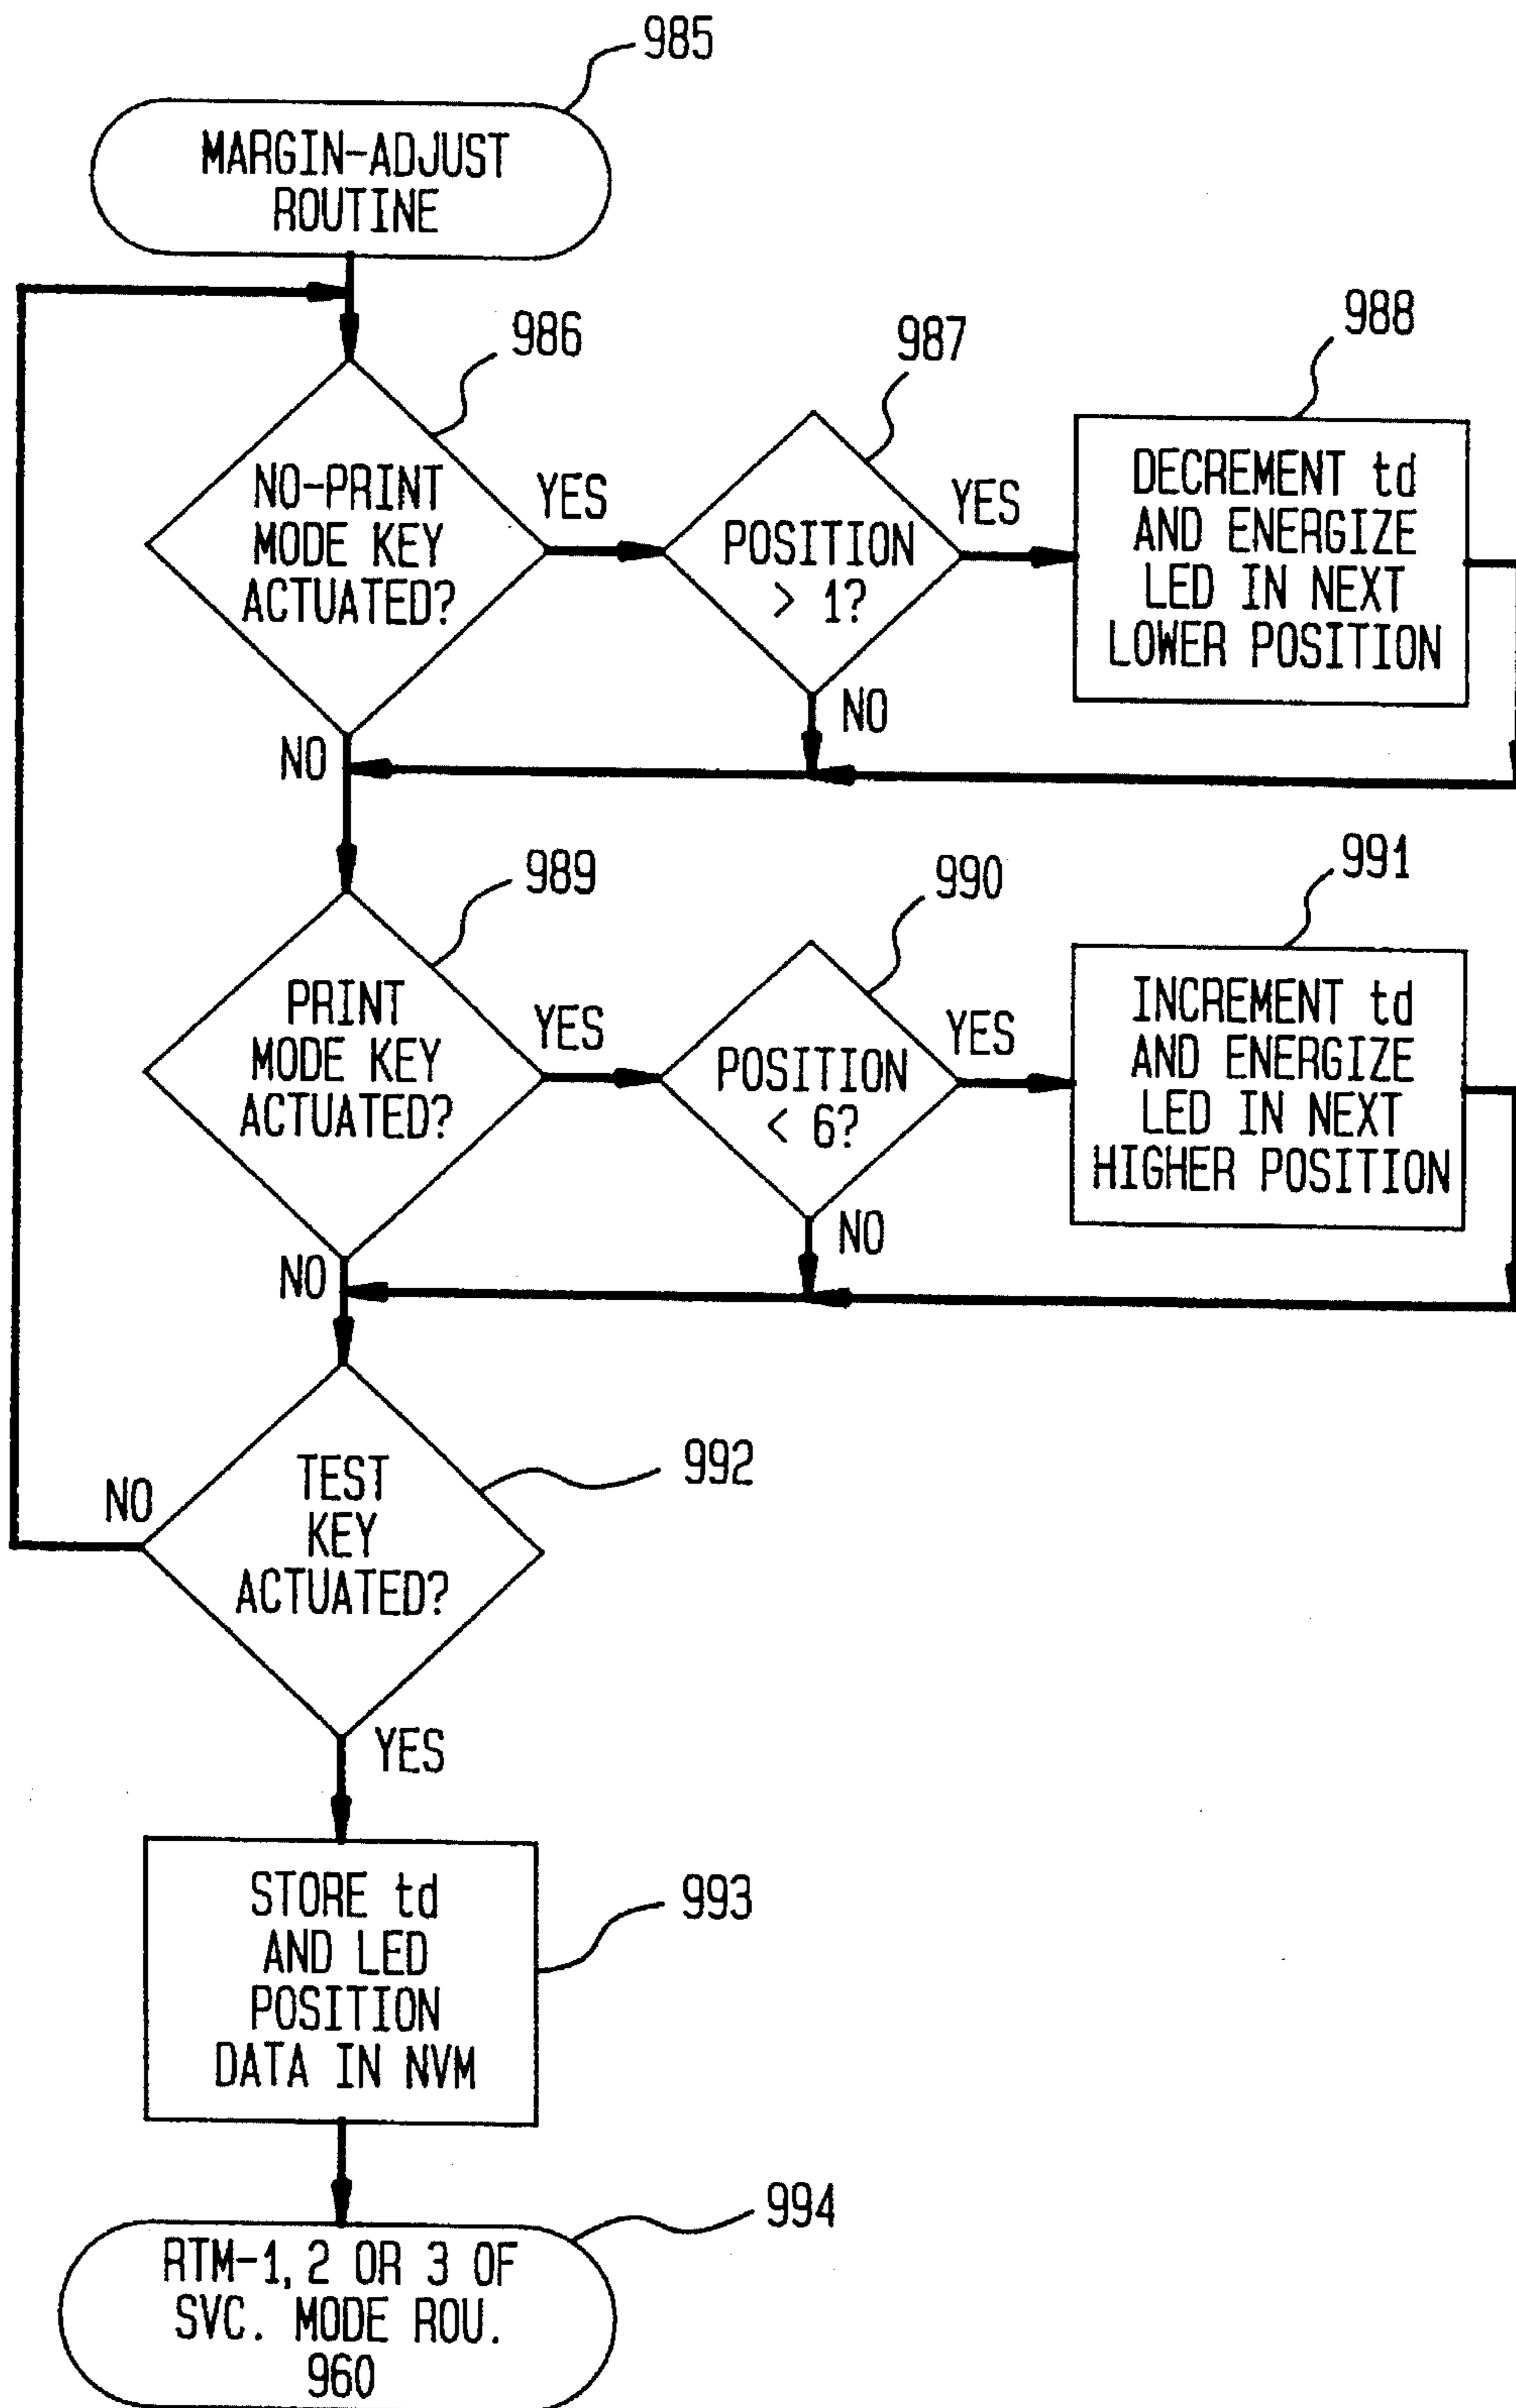 985
MARGIN-ADJUST
ROUTINE
986
NO-PRINT
MODE KEY
ACTUATED?
YES
NO
987
POSITION
> 1?
YES
NO
988
DECREMENT td
AND ENERGIZE
LED IN NEXT
LOWER POSITION
989
PRINT
MODE KEY
ACTUATED?
YES
NO
990
POSITION
< 6?
YES
NO
991
INCREMENT td
AND ENERGIZE
LED IN NEXT
HIGHER POSITION
992
TEST
KEY
ACTUATED?
NO
YES
993
STORE td
AND LED
POSITION
DATA IN NVM
994
RTM-1, 2 OR 3 OF
SVC. MODE ROU.
960